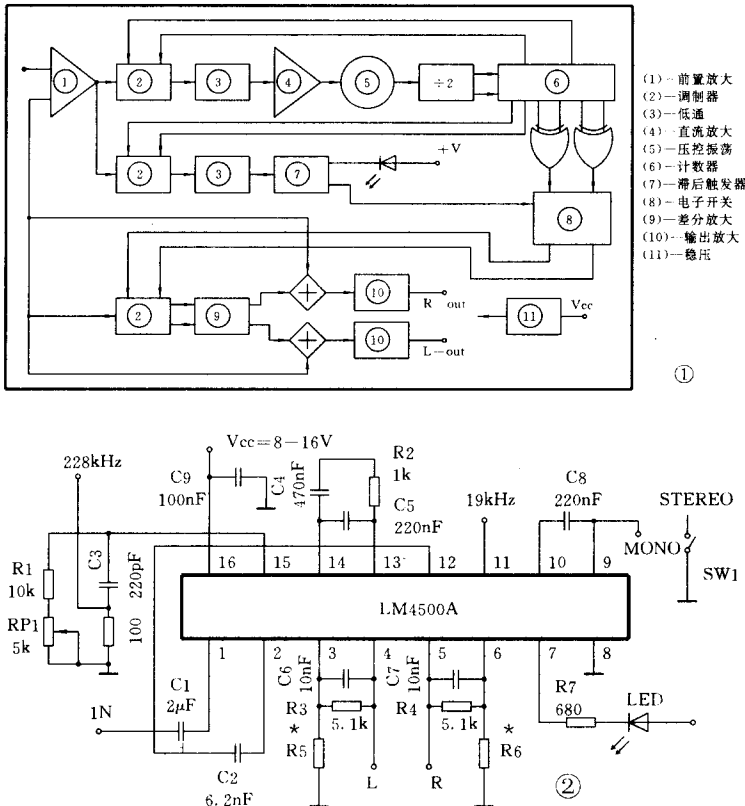 ①
②
③
④
⑤
÷2
⑥
②
③
⑦
+V
⑧
②
⑨
⑩
R out
⑩
L-out
⑪
Vcc
(1)—前置放大
(2)—调制器
(3)—低通
(4)—直流放大
(5)—压控振荡
(6)—计数器
(7)—滞后触发器
(8)—电子开关
(9)—差分放大
(10)—输出放大
(11)—稳压
①
228kHz
Vcc=8-16V
C9
100nF
C4
470nF
R2
1k
C5
220nF
19kHz
C8
220nF
STEREO
MONO
SW1
R1
10k
C3
220pF
RP1
5k
100
16 15 14 13 12 11 10 9
LM4500A
1 2 3 4 5 6 7 8
1N
C1
2μF
C2
6.2nF
C6
10nF
R3
5.1k
*
R5
L
C7
10nF
R4
5.1k
*
R6
R
R7
680
LED
②